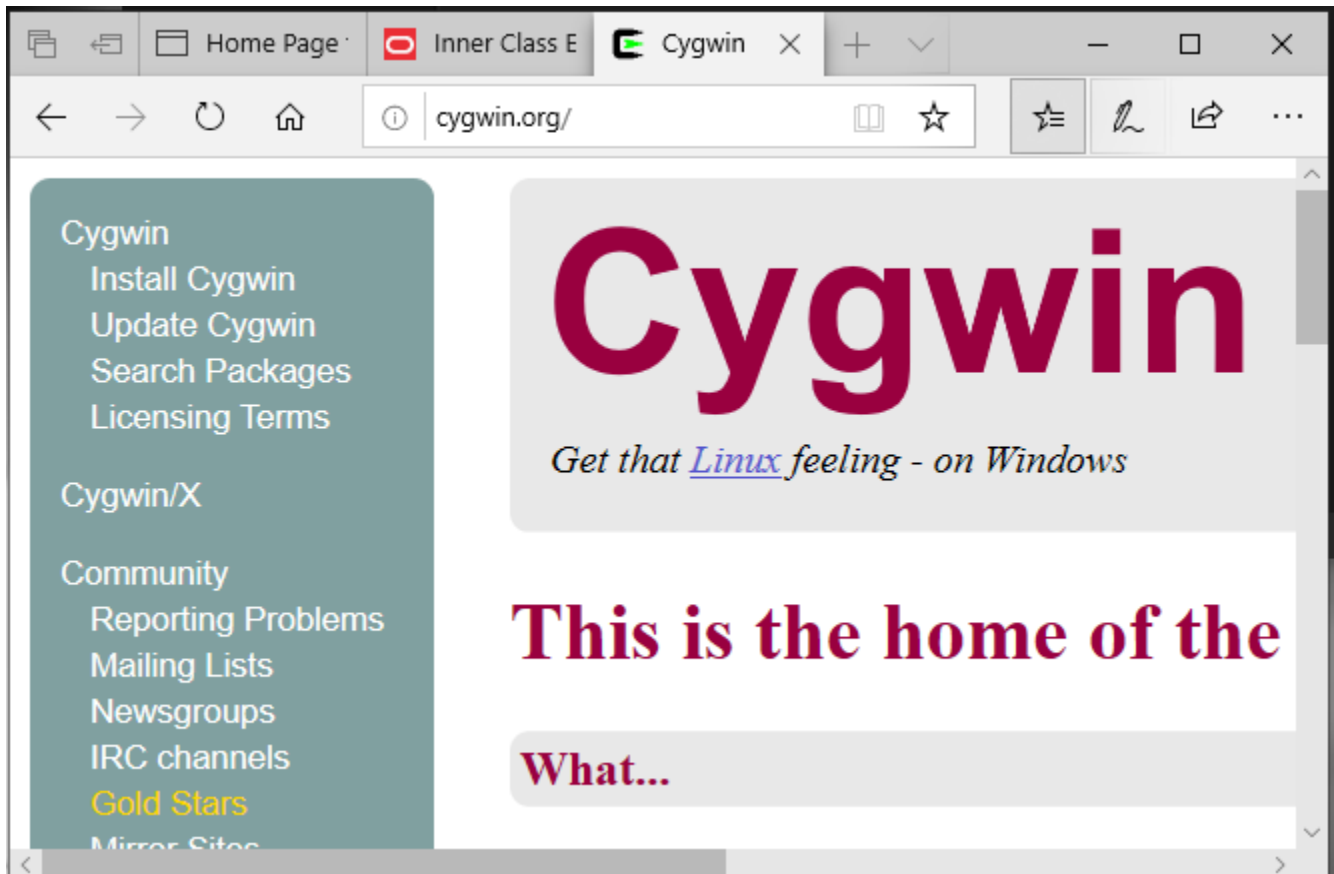 Home Page
Inner Class E
Cygwin
cygwin.org/
Cygwin
Install Cygwin
Update Cygwin
Search Packages
Licensing Terms
Cygwin/X
Community
Reporting Problems
Mailing Lists
Newsgroups
IRC channels
Gold Stars
Mirror Sites
Cygwin
Get that Linux feeling - on Windows
This is the home of the
What...